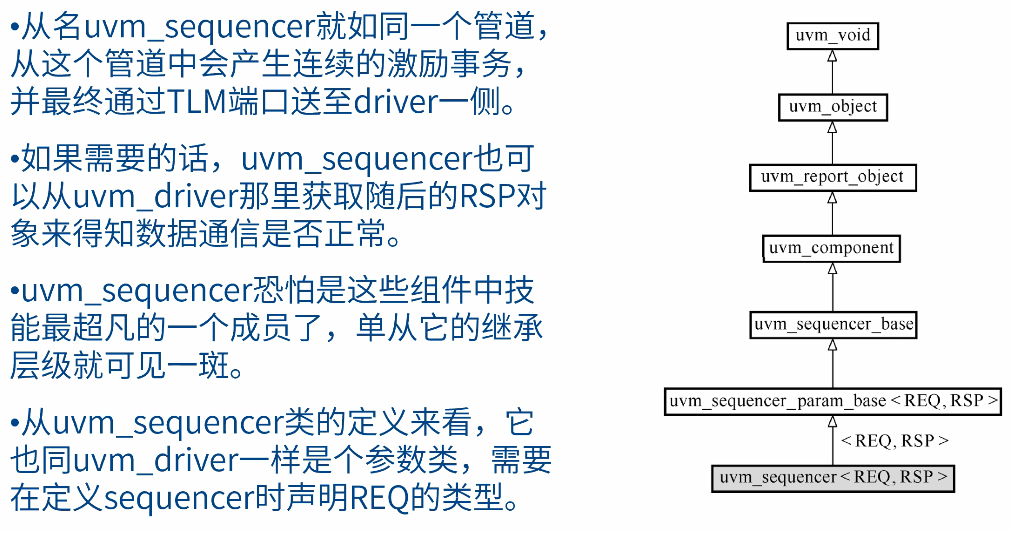 •从名uvm_sequencer就如同一个管道，
从这个管道中会产生连续的激励事务，
并最终通过TLM端口送至driver一侧。
•如果需要的话，uvm_sequencer也可
以从uvm_driver那里获取随后的RSP对
象来得知数据通信是否正常。
•uvm_sequencer恐怕是这些组件中技
能最超凡的一个成员了，单从它的继承
层级就可见一斑。
•从uvm_sequencer类的定义来看，它
也同uvm_driver一样是个参数类，需要
在定义sequencer时声明REQ的类型。
uvm_void
uvm_object
uvm_report_object
uvm_component
uvm_sequencer_base
uvm_sequencer_param_base<REQ, RSP>
<REQ, RSP>
uvm_sequencer<REQ, RSP>